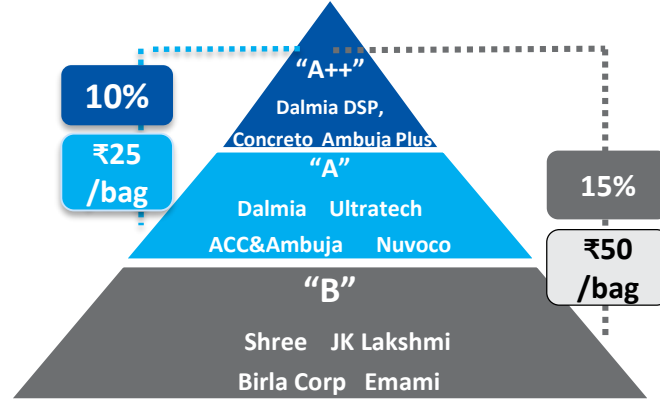 “A++”
Dalmia DSP,
Concreto Ambuja Plus
10%
₹25
/bag
“A”
Dalmia Ultratech
ACC&Ambuja Nuvoco
15%
₹50
/bag
“B”
Shree JK Lakshmi
Birla Corp Emami